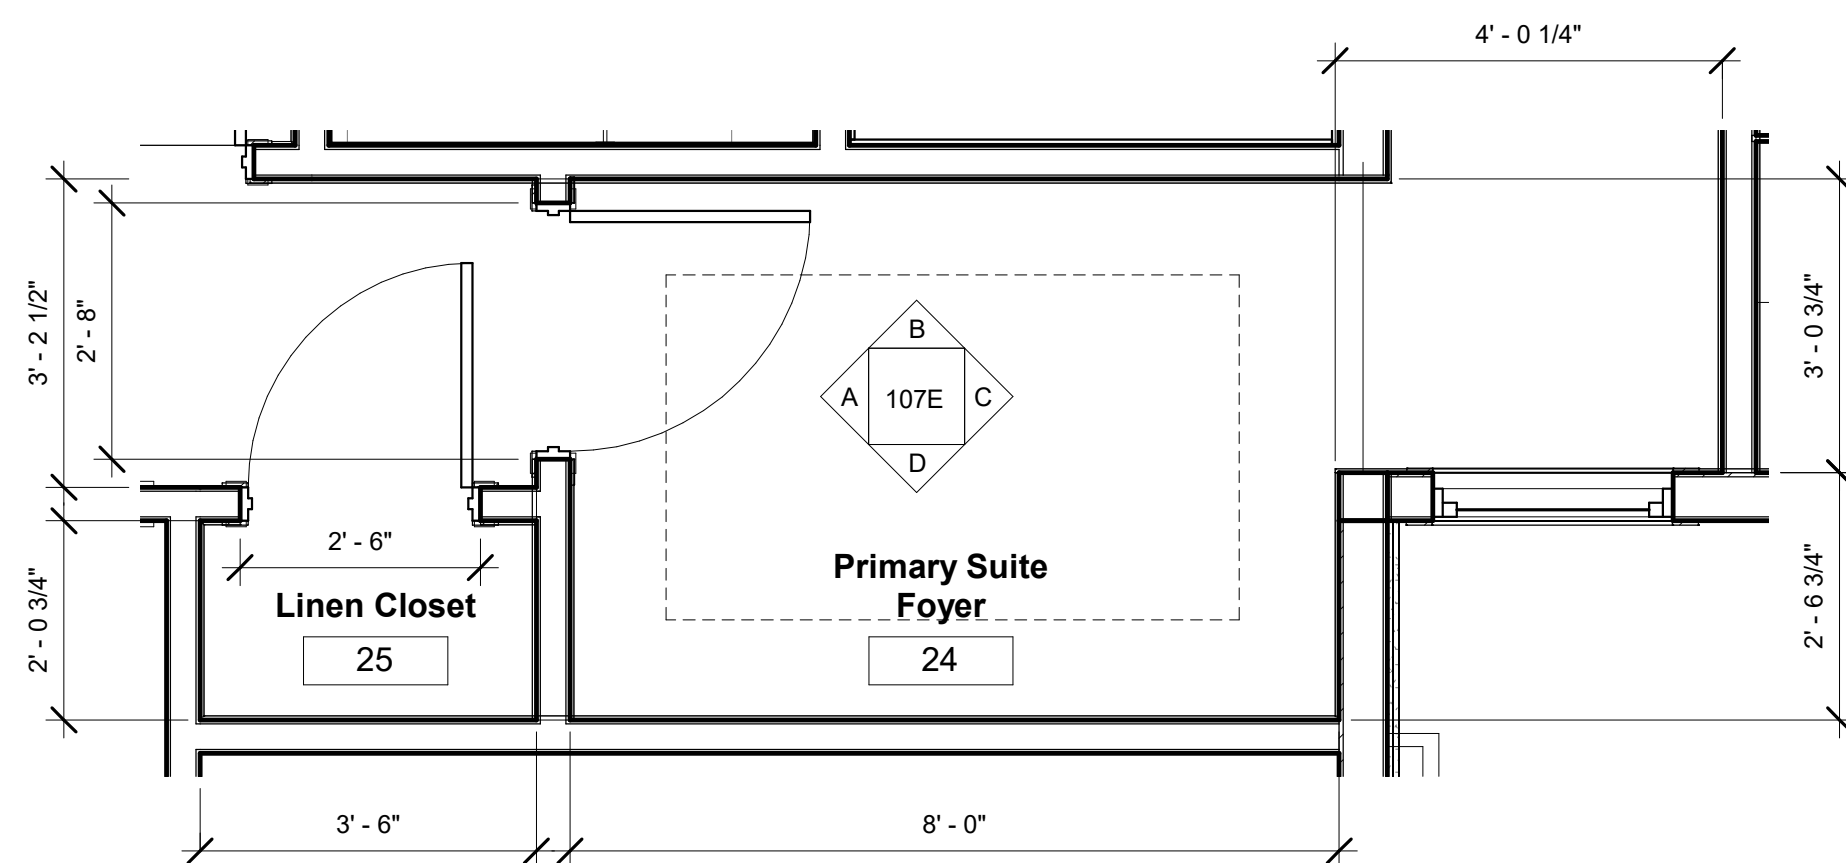 4' - 0 1/4"
3' - 2 1/2"
2' - 8"
3' - 0 3/4"
B
A
107E
C
D
2' - 6"
2' - 0 3/4"
2' - 6 3/4"
Linen Closet
25
Primary Suite
Foyer
24
3' - 6"
8' - 0"